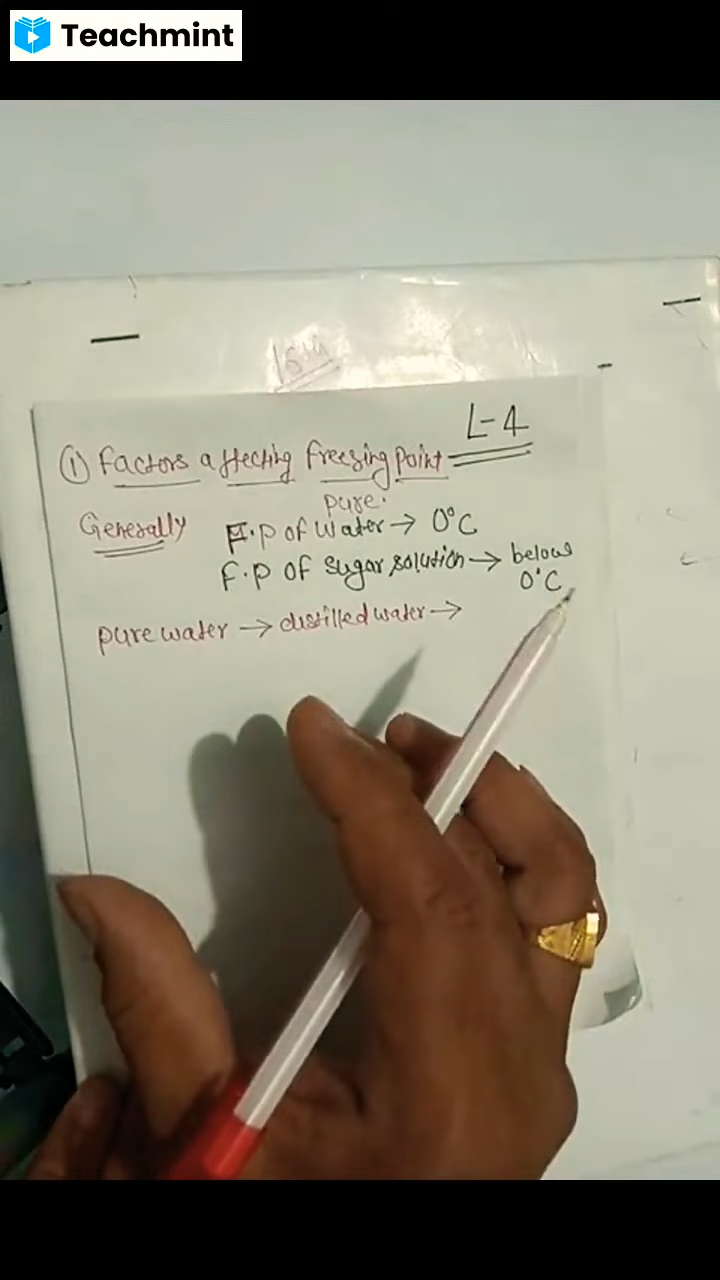 Teachmint
16th
L-4
① Factors affecting Freezing Point
pure.
Generally F.P of water → 0°C
F.P OF sugar solution → below
0°C
pure water → distilled water →